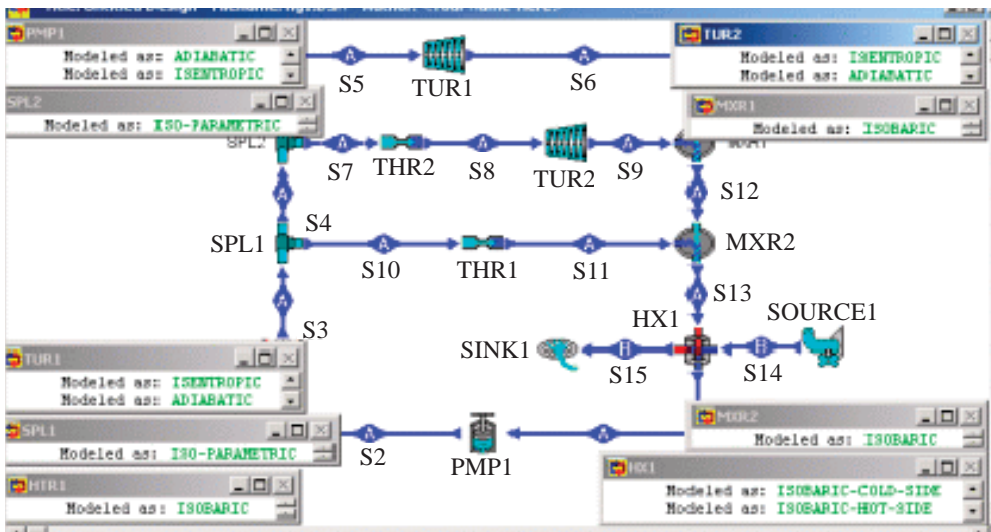 PMP1
Modeled as: ADIABATIC
Modeled as: ISENTROPIC
S5
TUR1
S6
TUR2
Modeled as: ISENTROPIC
Modeled as: ADIABATIC
SPL2
Modeled as: ISO-PARAMETRIC
MXR1
Modeled as: ISOBARIC
SPL2
S7
THR2
S8
TUR2
S9
MXR1
S12
S4
SPL1
S10
THR1
S11
MXR2
S13
S3
HX1
SOURCE1
SINK1
S15
S14
TUR1
Modeled as: ISENTROPIC
Modeled as: ADIABATIC
SPL1
Modeled as: ISO-PARAMETRIC
S2
PMP1
MXR2
Modeled as: ISOBARIC
HTR1
Modeled as: ISOBARIC
HX1
Modeled as: ISOBARIC-COLD-SIDE
Modeled as: ISOBARIC-HOT-SIDE